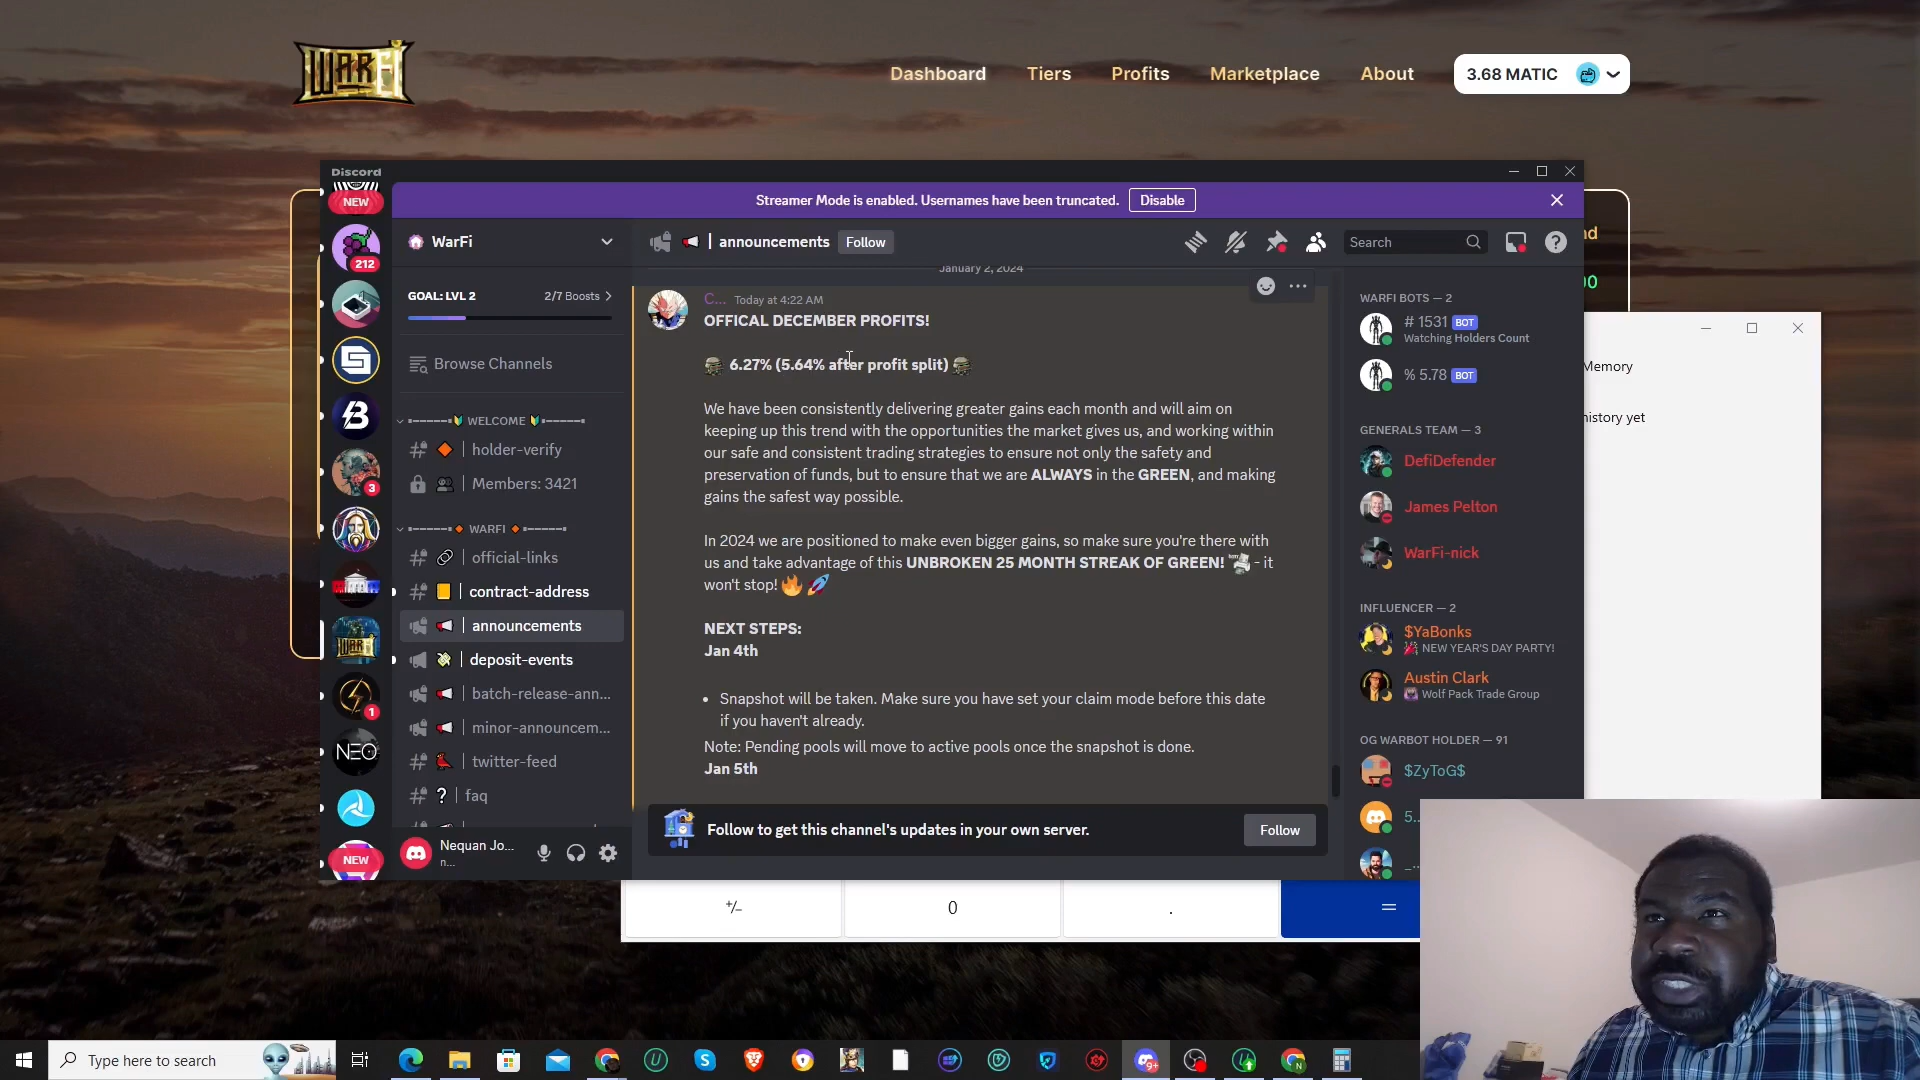 WARFI
Dashboard
Tiers
Profits
Marketplace
About
3.68 MATIC
Discord
Streamer Mode is enabled. Usernames have been truncated.
Disable
NEW
212
3
1
NEO
NEW
WarFi
GOAL: LVL 2
2/7 Boosts
Browse Channels
WELCOME
holder-verify
Members: 3421
WARFI
official-links
contract-address
announcements
deposit-events
batch-release-ann...
minor-announcem...
twitter-feed
faq
Nequan Jo...
n...
announcements
Follow
Search
January 2, 2024
C... Today at 4:22 AM
OFFICAL DECEMBER PROFITS!
6.27% (5.64% after profit split)
We have been consistently delivering greater gains each month and will aim on
keeping up this trend with the opportunities the market gives us, and working within
our safe and consistent trading strategies to ensure not only the safety and
preservation of funds, but to ensure that we are ALWAYS in the GREEN, and making
gains the safest way possible.
In 2024 we are positioned to make even bigger gains, so make sure you're there with
us and take advantage of this UNBROKEN 25 MONTH STREAK OF GREEN! - it
won't stop!
NEXT STEPS:
Jan 4th
• Snapshot will be taken. Make sure you have set your claim mode before this date
if you haven't already.
Note: Pending pools will move to active pools once the snapshot is done.
Jan 5th
Follow to get this channel's updates in your own server.
Follow
WARFI BOTS — 2
# 1531 BOT
Watching Holders Count
% 5.78 BOT
GENERALS TEAM — 3
DefiDefender
James Pelton
WarFi-nick
INFLUENCER — 2
$YaBonks
NEW YEAR'S DAY PARTY!
Austin Clark
Wolf Pack Trade Group
OG WARBOT HOLDER — 91
$ZyToG$
5..
_..
nd
00
Memory
history yet
+/-
0
.
=
Type here to search
9+